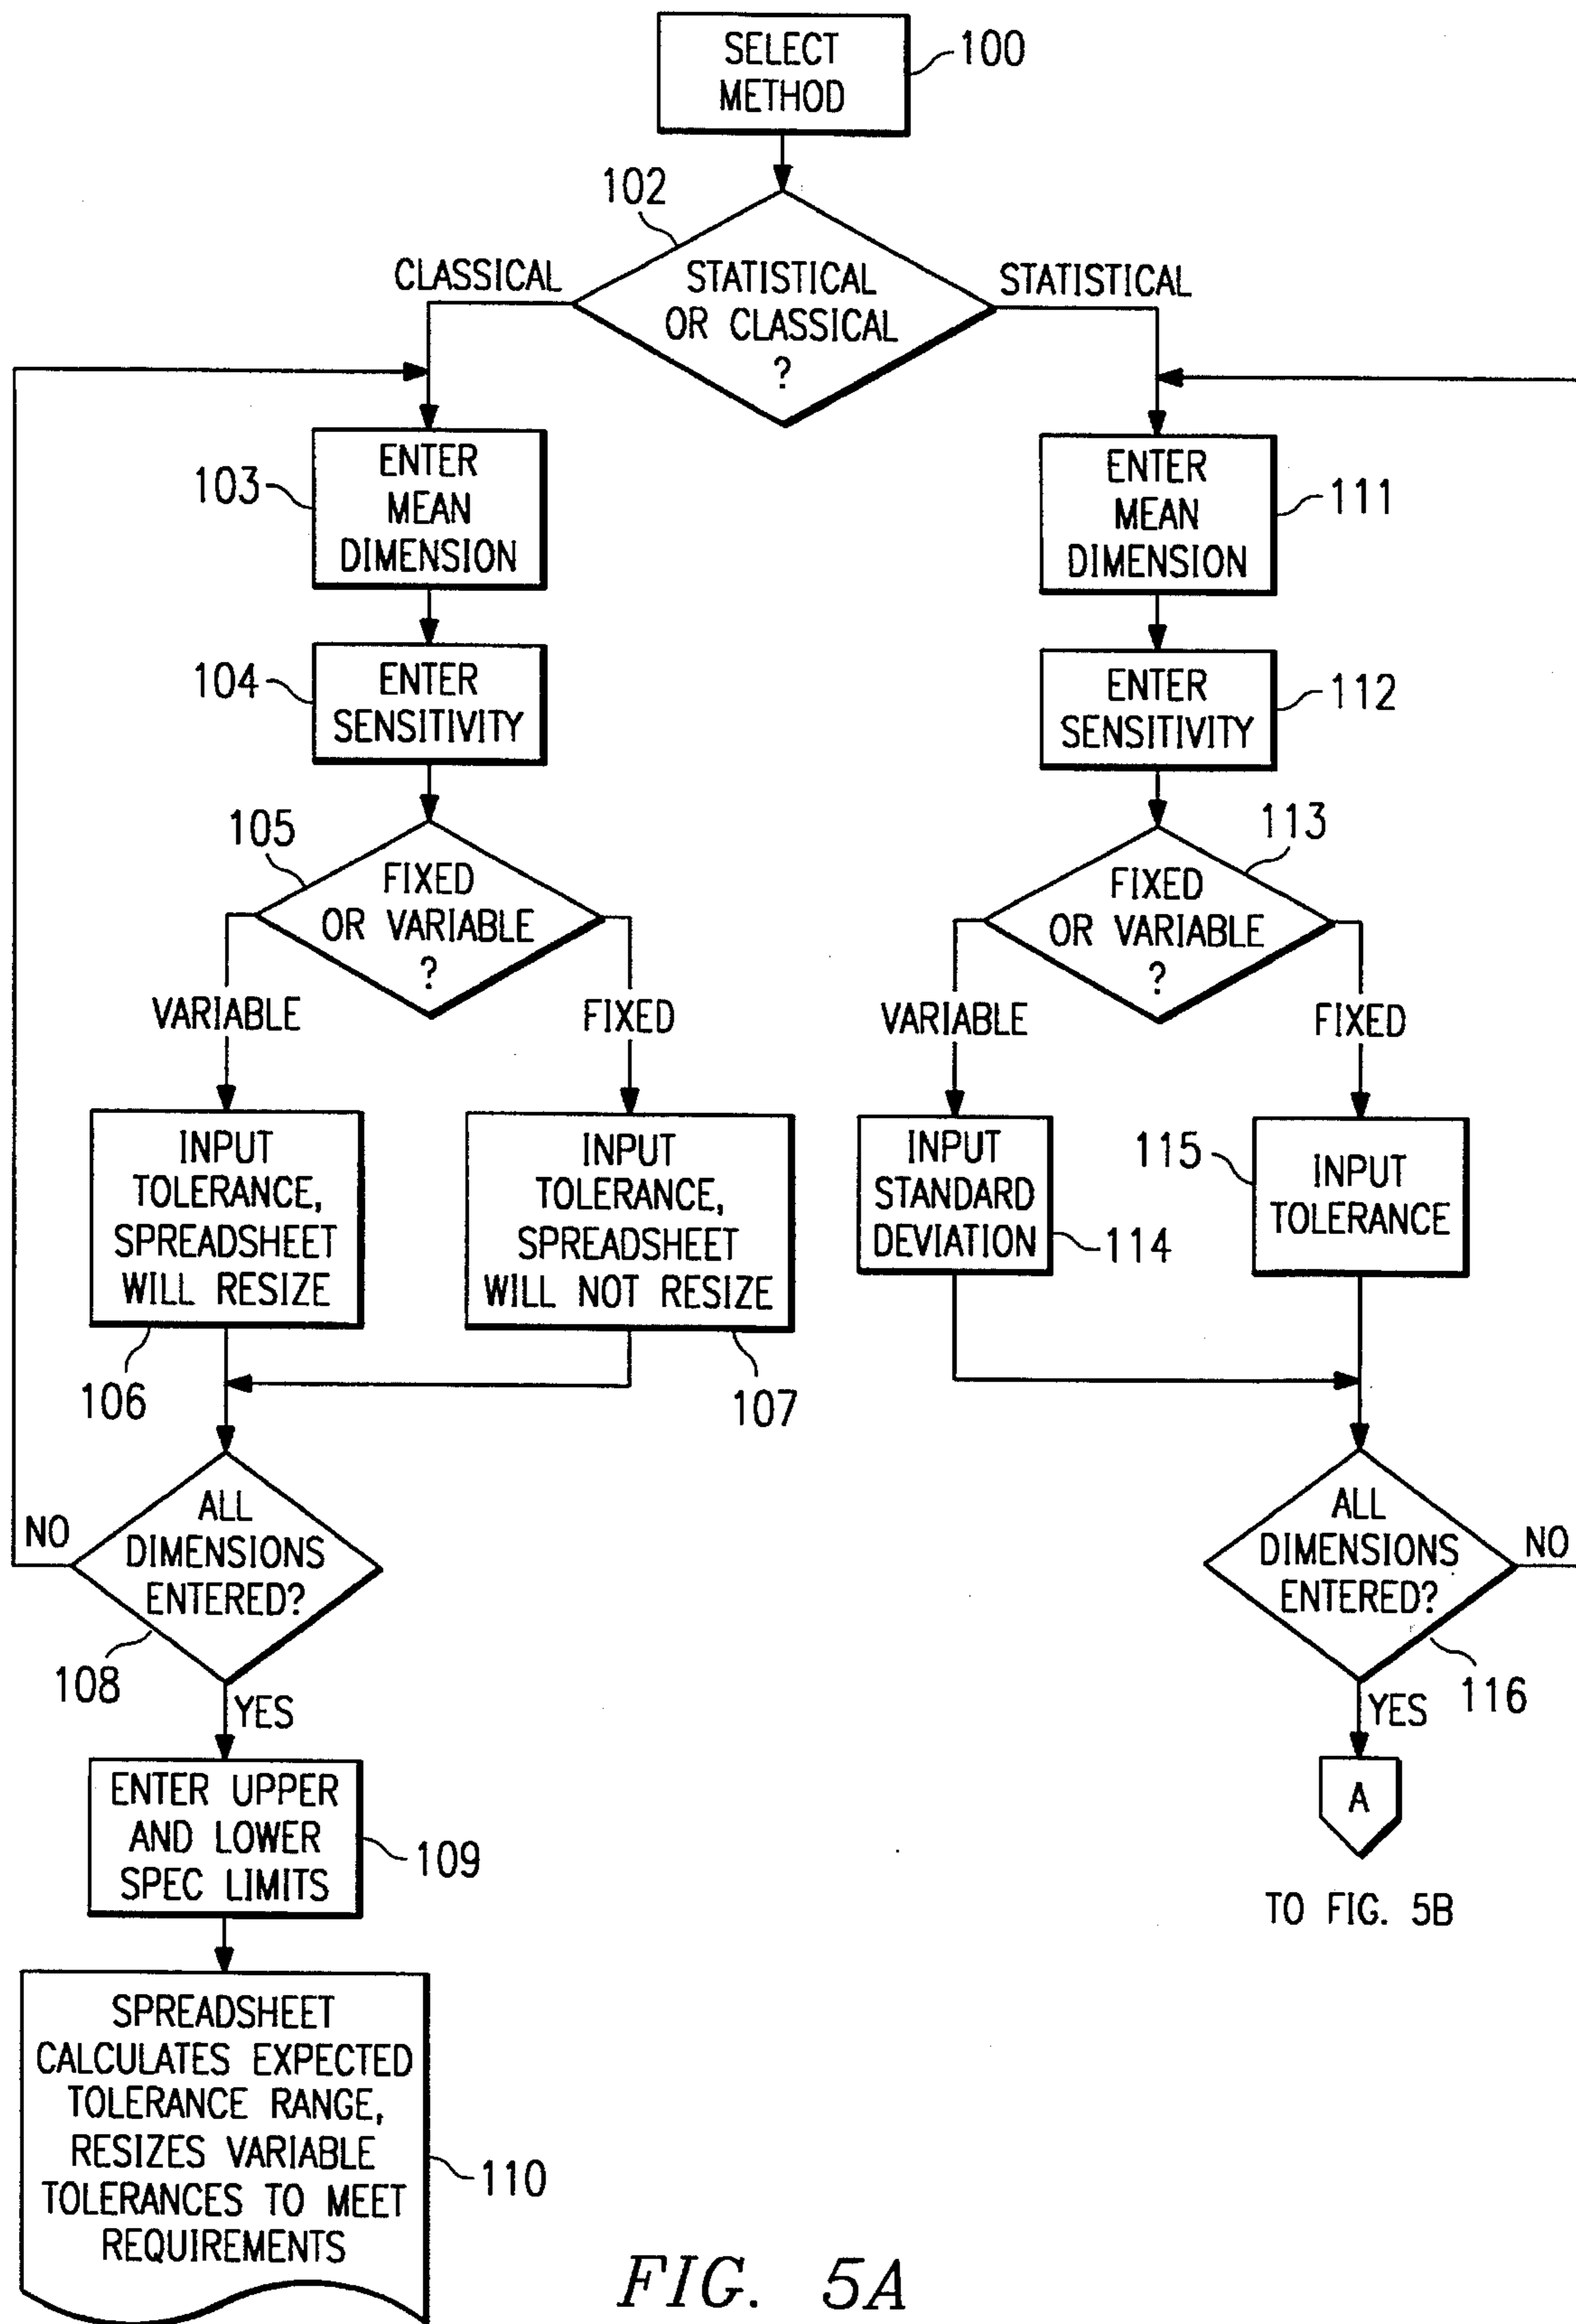 SELECT
METHOD
100
102
STATISTICAL
OR CLASSICAL
?
CLASSICAL
STATISTICAL
103
ENTER
MEAN
DIMENSION
104
ENTER
SENSITIVITY
105
FIXED
OR VARIABLE
?
VARIABLE
FIXED
INPUT
TOLERANCE,
SPREADSHEET
WILL RESIZE
106
INPUT
TOLERANCE,
SPREADSHEET
WILL NOT RESIZE
107
ALL
DIMENSIONS
ENTERED?
NO
108
YES
ENTER UPPER
AND LOWER
SPEC LIMITS
109
SPREADSHEET
CALCULATES EXPECTED
TOLERANCE RANGE,
RESIZES VARIABLE
TOLERANCES TO MEET
REQUIREMENTS
110
ENTER
MEAN
DIMENSION
111
ENTER
SENSITIVITY
112
113
FIXED
OR VARIABLE
?
VARIABLE
FIXED
INPUT
STANDARD
DEVIATION
114
115
INPUT
TOLERANCE
ALL
DIMENSIONS
ENTERED?
NO
116
YES
A
TO FIG. 5B
FIG. 5A